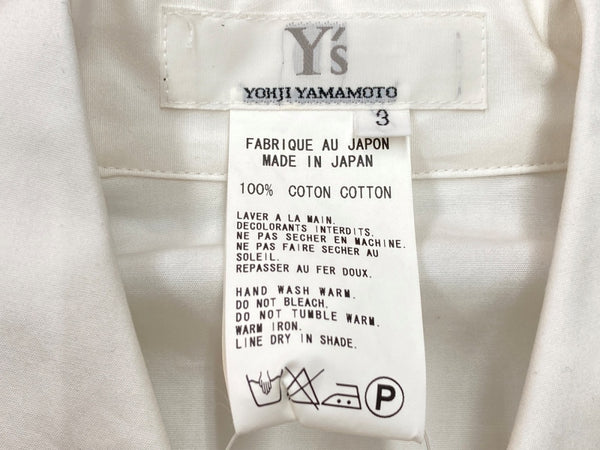 Y's
YOHJI YAMAMOTO
3
FABRIQUE AU JAPON
MADE IN JAPAN
100% COTON COTTON
LAVER A LA MAIN.
DECOLORANTS INTERDITS.
NE PAS SECHER EN MACHINE.
NE PAS FAIRE SECHER AU
SOLEIL.
REPASSER AU FER DOUX.
HAND WASH WARM.
DO NOT BLEACH.
DO NOT TUMBLE WARM.
WARM IRON.
LINE DRY IN SHADE.
P